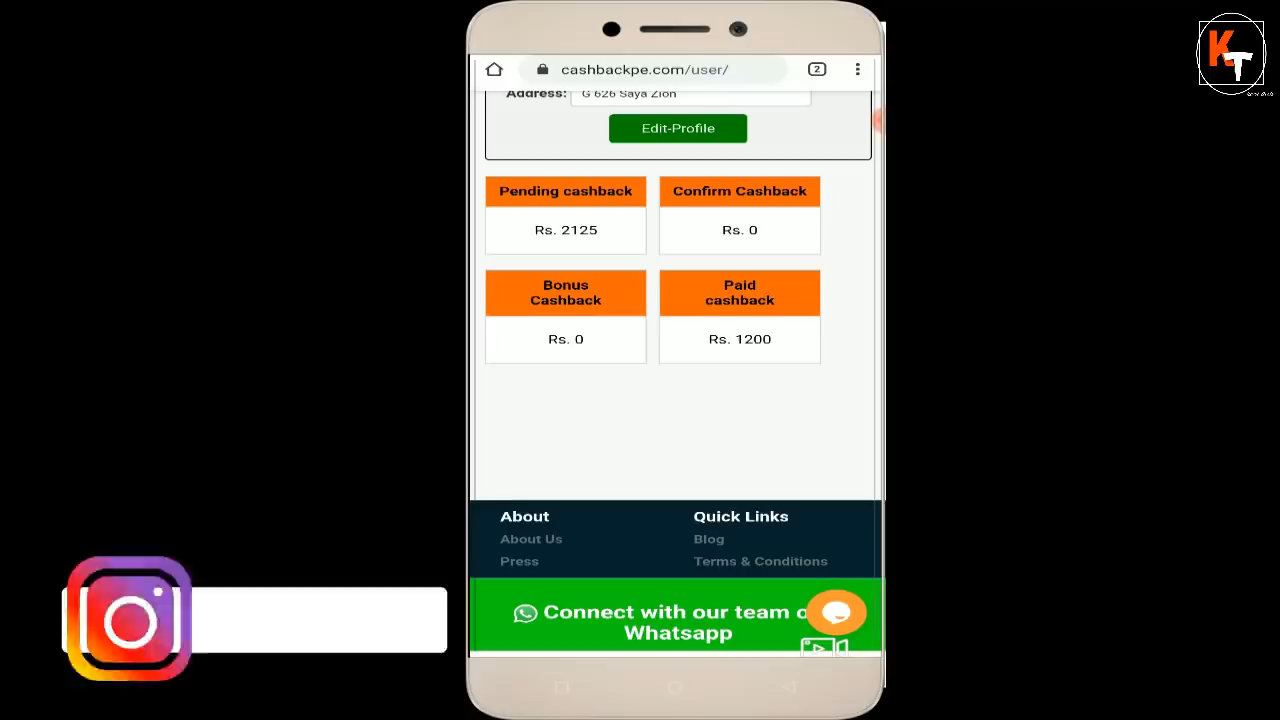 KT
cashbackpe.com/user/
2
Address: G 626 Saya Zion
Edit-Profile
Pending cashback
Confirm Cashback
Rs. 2125
Rs. 0
Bonus
Cashback
Paid
cashback
Rs. 0
Rs. 1200
About
Quick Links
About Us
Blog
Press
Terms & Conditions
Connect with our team o
Whatsapp